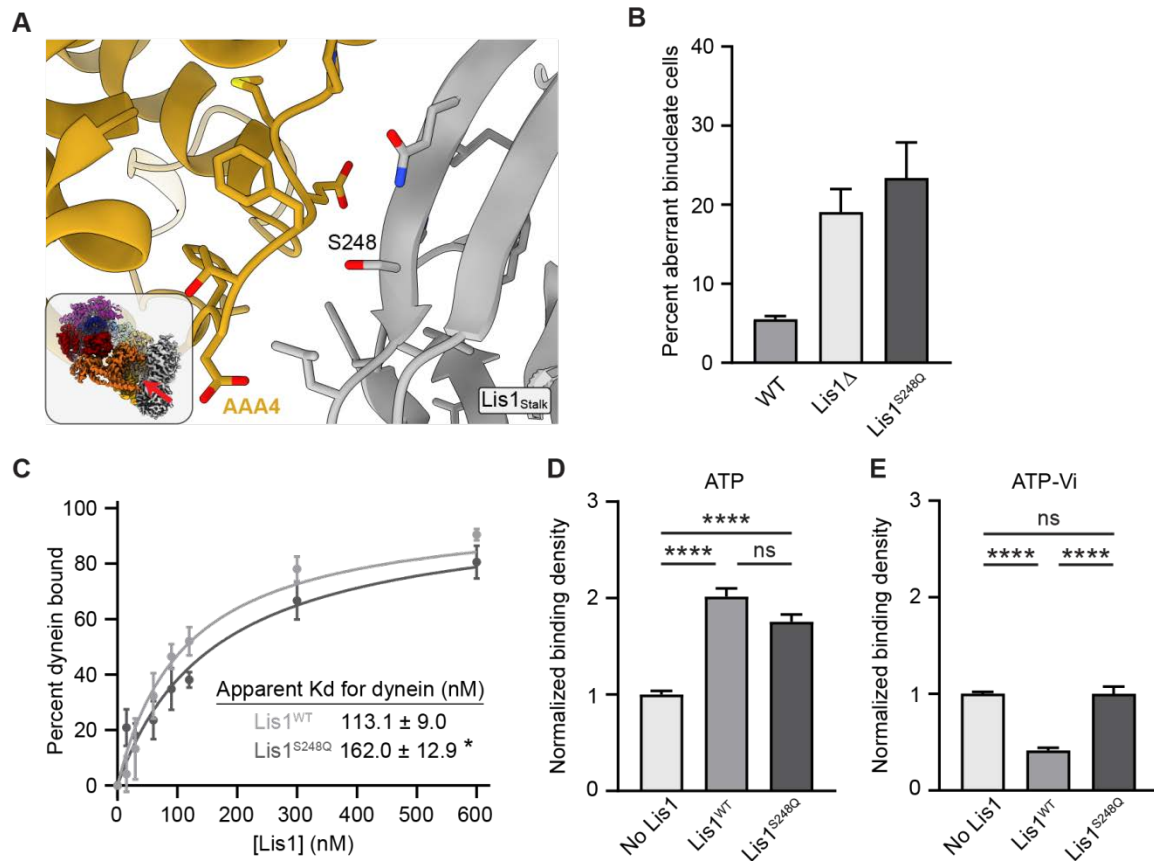 A
S248
AAA4
Lis1Stalk
B
Percent aberrant binucleate cells
40
30
20
10
0
WT
Lis1Δ
Lis1S248Q
C
Percent dynein bound
100
80
60
40
20
0
0 100 200 300 400 500 600
[Lis1] (nM)
Apparent Kd for dynein (nM)
Lis1WT 113.1 ± 9.0
Lis1S248Q 162.0 ± 12.9 *
D
ATP
Normalized binding density
3
2
1
0
****
**** ns
No Lis1
Lis1WT
Lis1S248Q
E
ATP-Vi
Normalized binding density
3
2
1
0
ns
**** ****
No Lis1
Lis1WT
Lis1S248Q